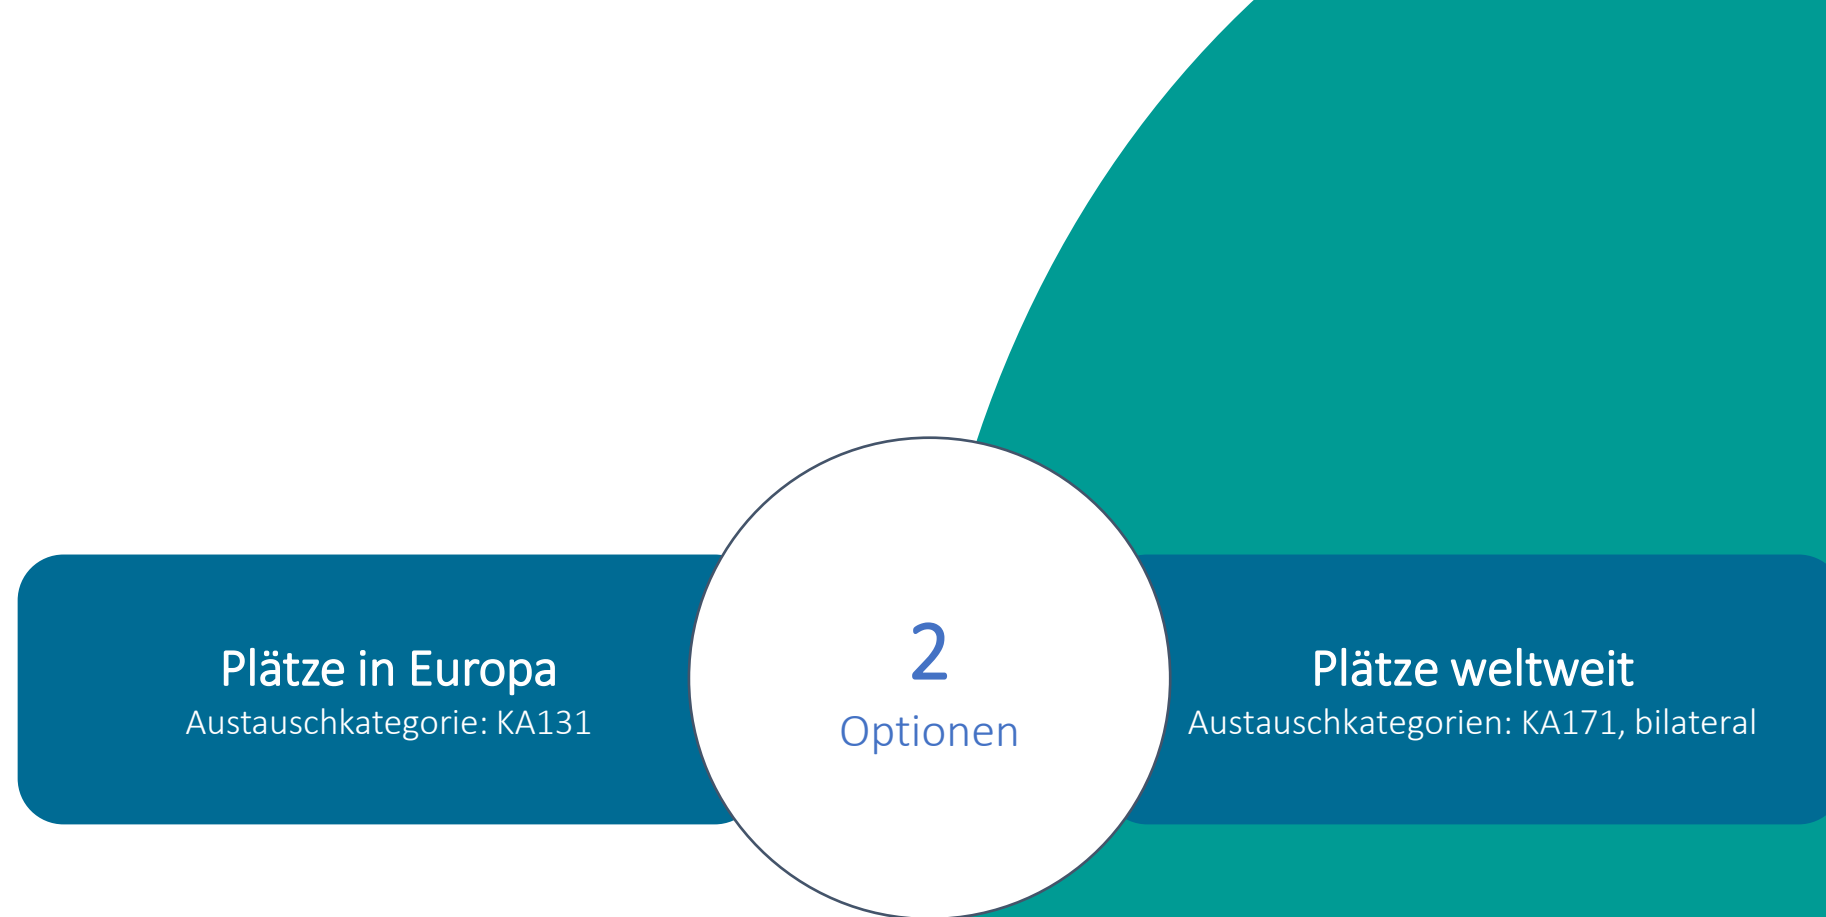 Plätze in Europa
Austauschkategorie: KA131
2
Optionen
Plätze weltweit
Austauschkategorien: KA171, bilateral